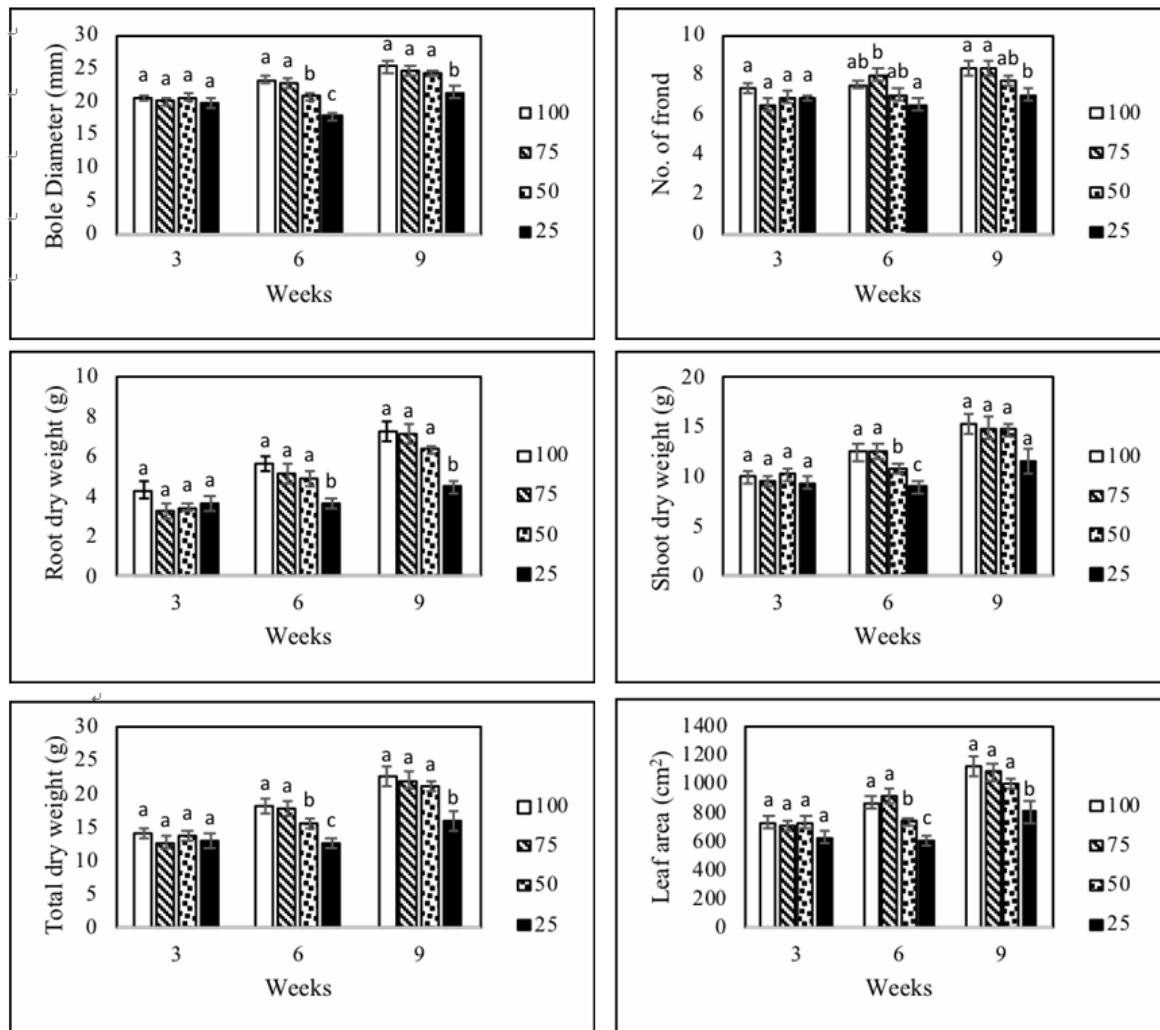 Bole Diameter (mm)
30
25
20
15
10
5
0
a a a a
a a b c
a a a b
3 6 9
Weeks
100
75
50
25
No. of frond
10
8
6
4
2
0
a a a a
ab b ab a
a a ab b
3 6 9
Weeks
100
75
50
25
Root dry weight (g)
10
8
6
4
2
0
a a a a
a a a b
a a a b
3 6 9
Weeks
100
75
50
25
Shoot dry weight (g)
20
15
10
5
0
a a a a
a a b c
a a a a
3 6 9
Weeks
100
75
50
25
Total dry weight (g)
30
25
20
15
10
5
0
a a a a
a a b c
a a a b
3 6 9
Weeks
100
75
50
25
Leaf area (cm²)
1400
1200
1000
800
600
400
200
0
a a a a
a a b c
a a a b
3 6 9
Weeks
100
75
50
25